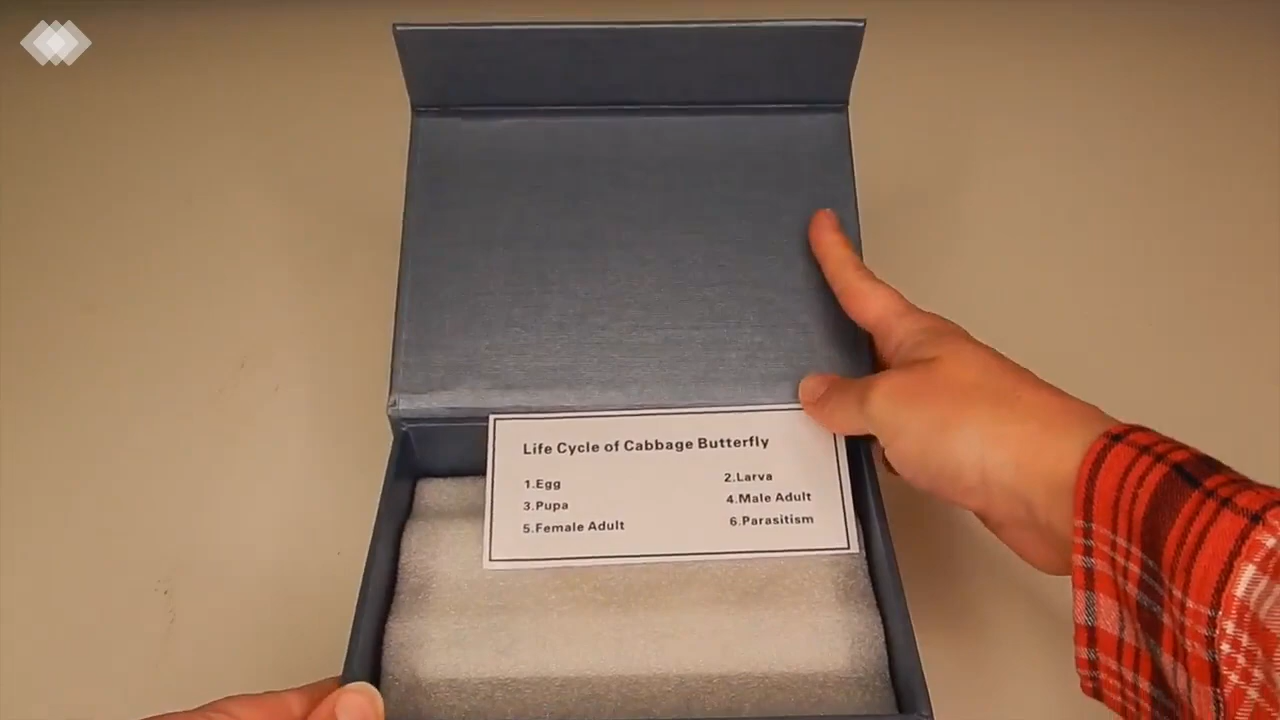 Life Cycle of Cabbage Butterfly
1.Egg 2.Larva
3.Pupa 4.Male Adult
5.Female Adult 6.Parasitism